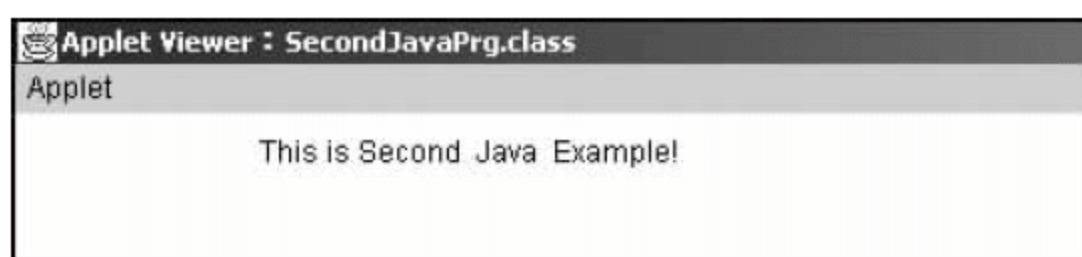 Applet Viewer : SecondJavaPrg.class
Applet
This is Second Java Example!